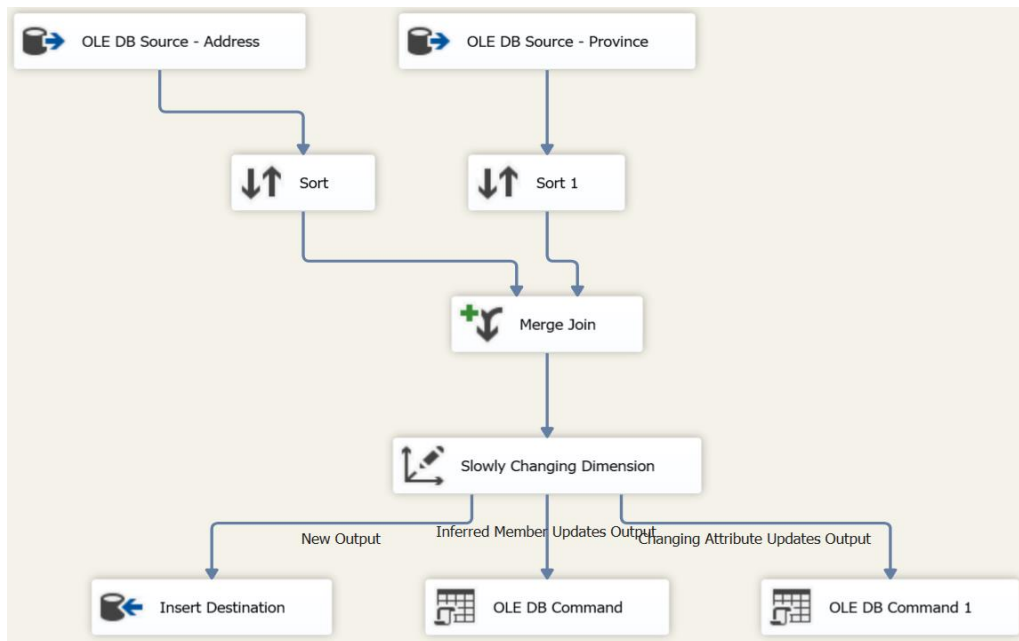 OLE DB Source - Address
OLE DB Source - Province
Sort
Sort 1
Merge Join
Slowly Changing Dimension
New Output
Inferred Member Updates Output
Changing Attribute Updates Output
Insert Destination
OLE DB Command
OLE DB Command 1